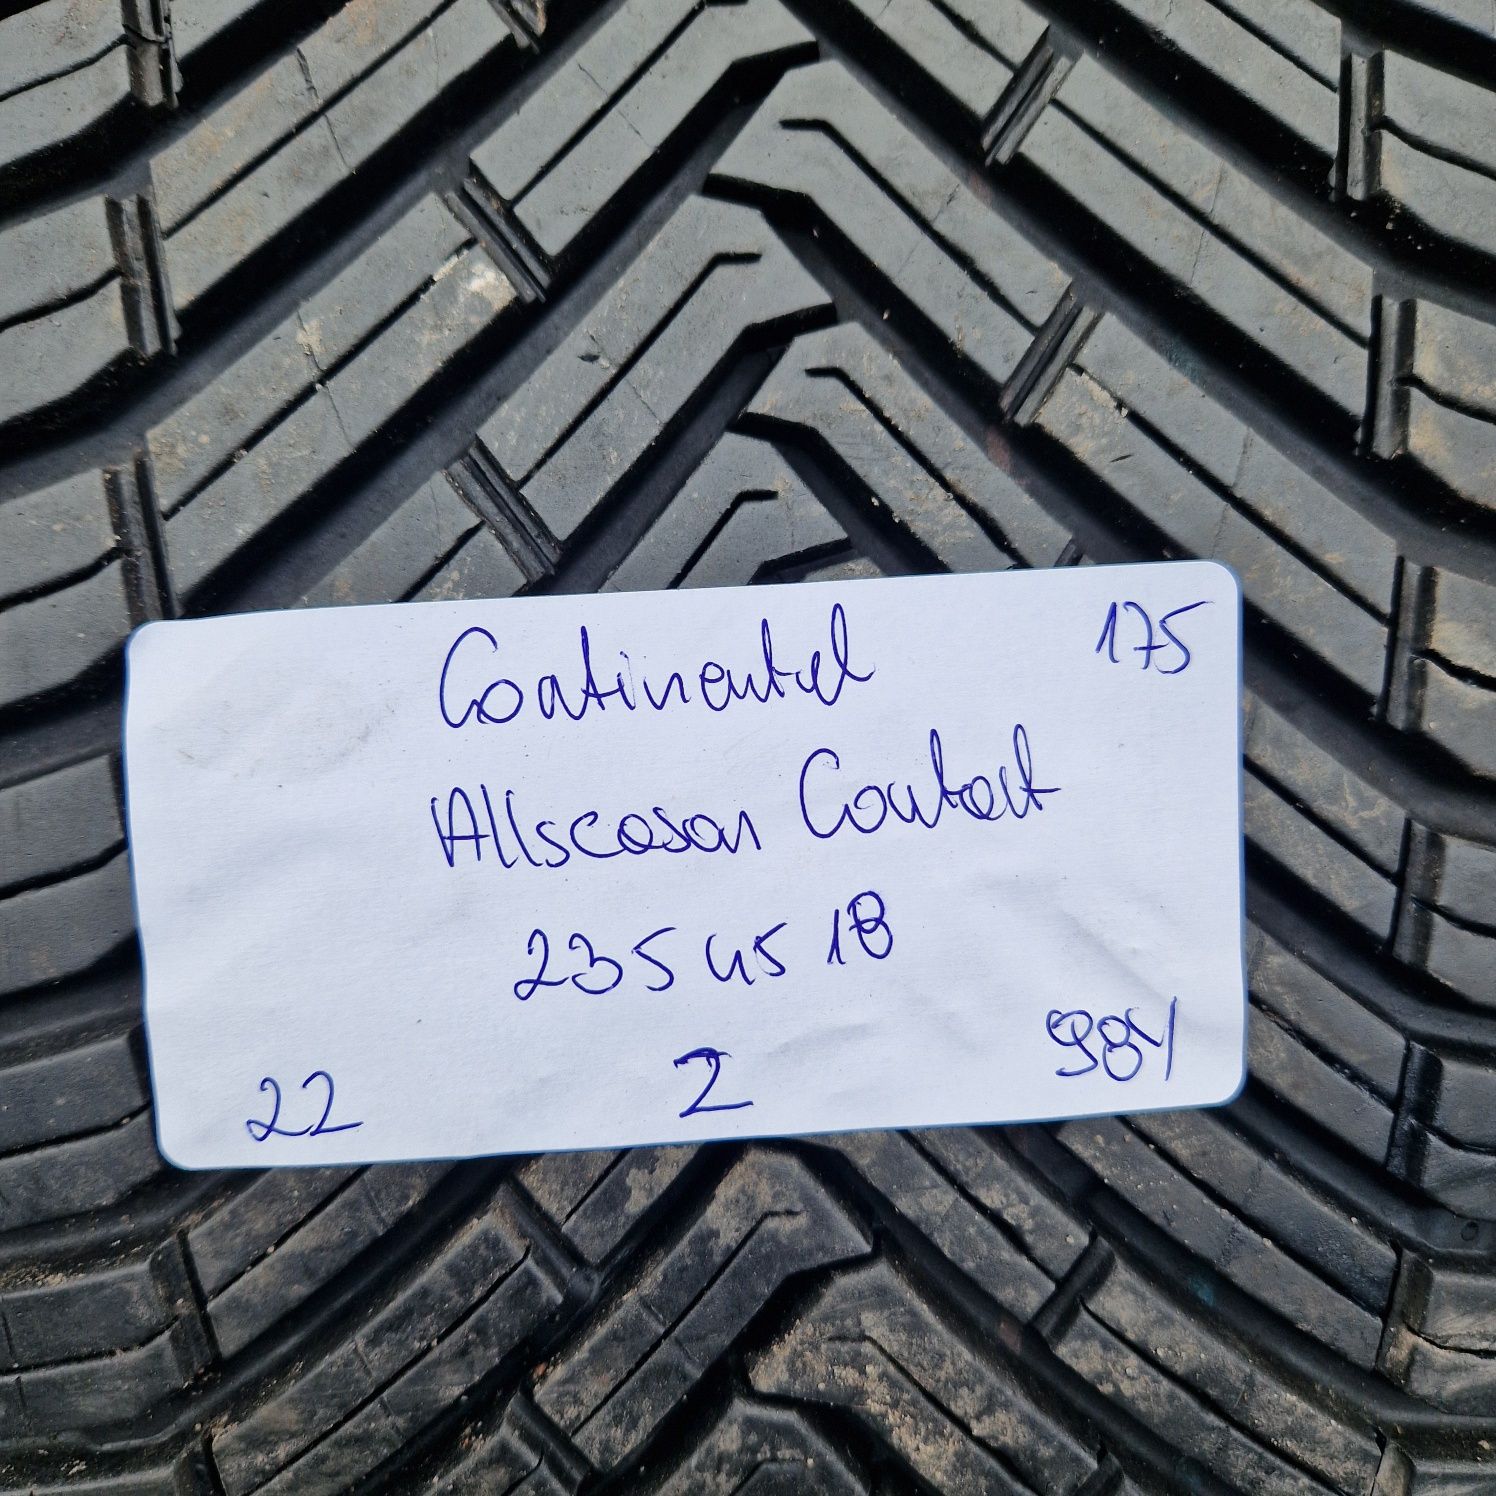 175
Continental
Allseason Contact
235 45 18
22 2 98Y